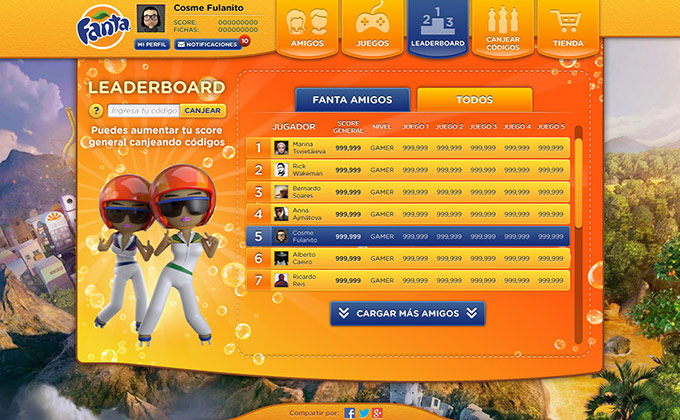 Fanta
Cosme Fulanito
SCORE: 000000000
FICHAS: 000000000
MI PERFIL
NOTIFICACIONES 10
AMIGOS
JUEGOS
2 1 3
LEADERBOARD
CANJEAR
CÓDIGOS
TIENDA
LEADERBOARD
? Ingresa tu código CANJEAR
Puedes aumentar tu score
general canjeando códigos
FANTA AMIGOS
TODOS
JUGADOR SCORE GENERAL NIVEL JUEGO 1 JUEGO 2 JUEGO 3 JUEGO 4 JUEGO 5
1 Marina Tsvietáieva 999,999 GAMER 999,999 999,999 999,999 999,999 999,999
2 Rick Wakeman 999,999 GAMER 999,999 999,999 999,999 999,999 999,999
3 Bernardo Soares 999,999 GAMER 999,999 999,999 999,999 999,999 999,999
4 Anna Ajmátova 999,999 GAMER 999,999 999,999 999,999 999,999 999,999
5 Cosme Fulanito 999,999 GAMER 999,999 999,999 999,999 999,999 999,999
6 Alberto Caeiro 999,999 GAMER 999,999 999,999 999,999 999,999 999,999
7 Ricardo Reis 999,999 GAMER 999,999 999,999 999,999 999,999 999,999
CARGAR MÁS AMIGOS
Compartir por: